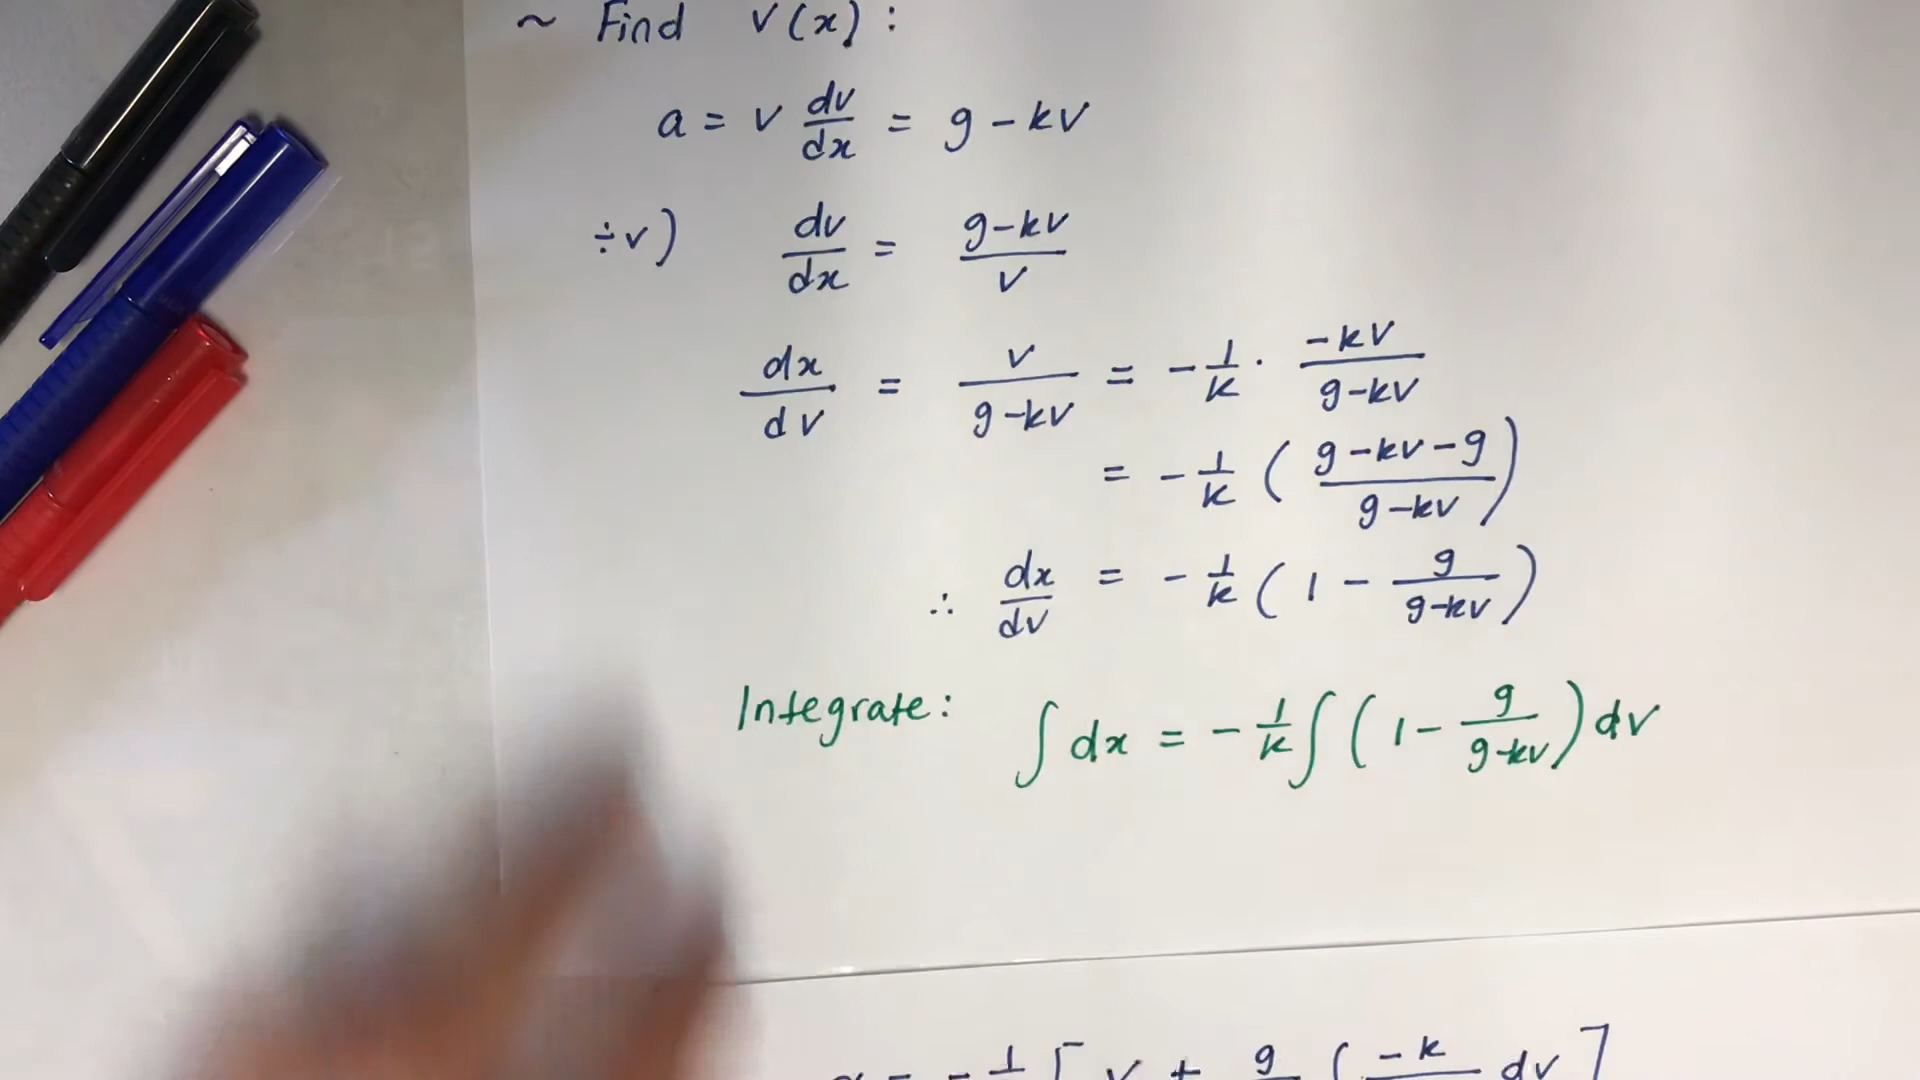 ~ Find v(x) :
a = v dv/dx = g - kv
÷v) dv/dx = g-kv/v
dx/dv = v/g-kv = -1/k · -kv/g-kv
= -1/k ( g-kv-g/g-kv )
∴ dx/dv = -1/k ( 1 - g/g-kv )
Integrate: ∫ dx = -1/k ∫ ( 1 - g/g-kv ) dv